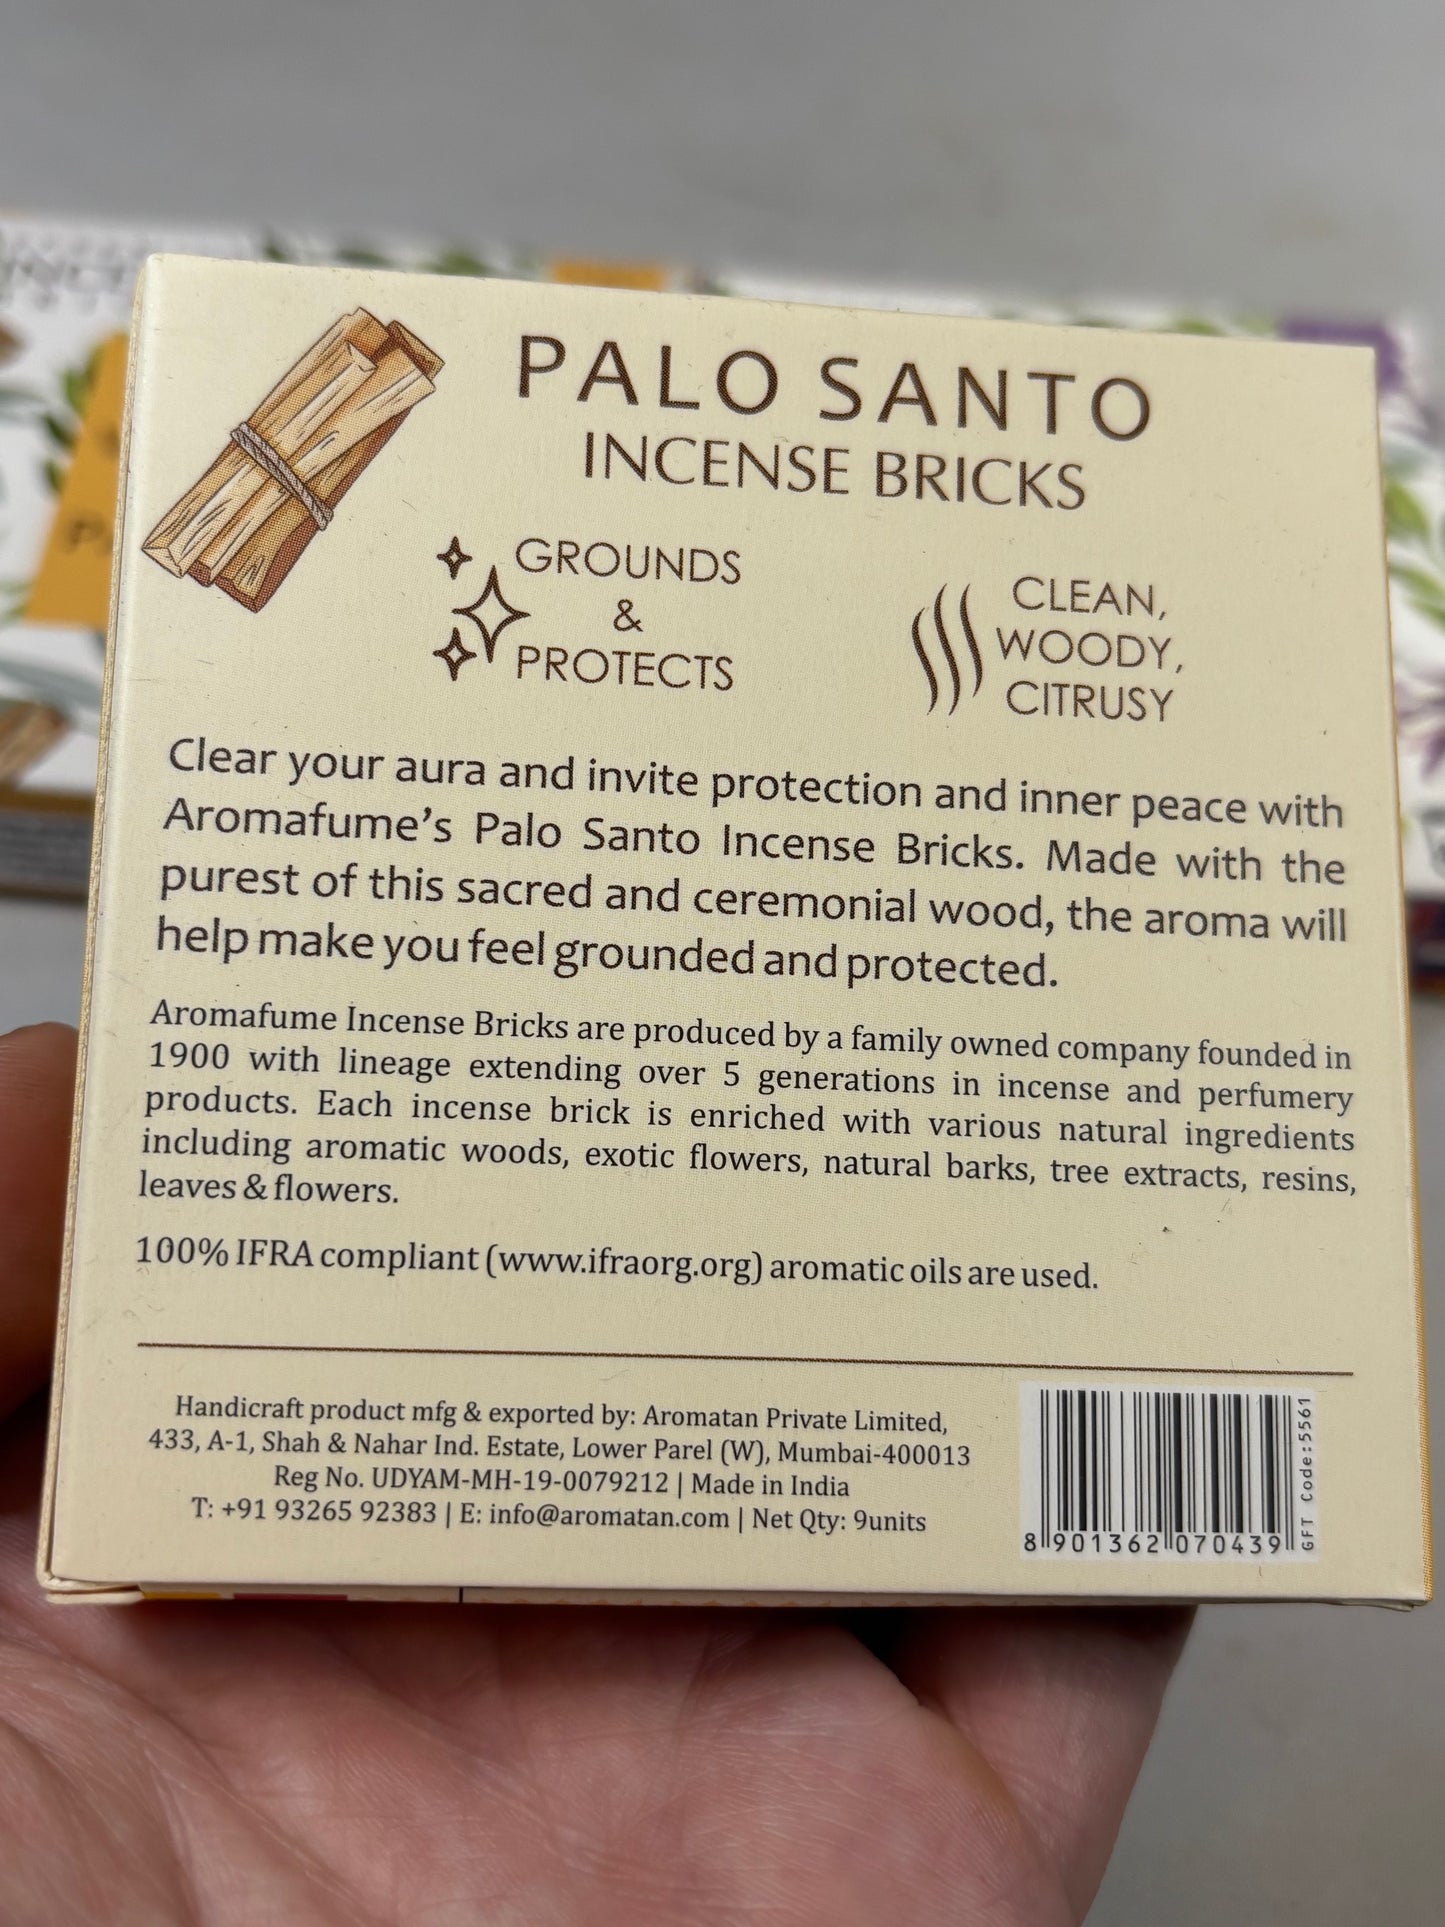 PALO SANTO
INCENSE BRICKS
GROUNDS
&
PROTECTS
CLEAN,
WOODY,
CITRUSY
Clear your aura and invite protection and inner peace with
Aromafume’s Palo Santo Incense Bricks. Made with the
purest of this sacred and ceremonial wood, the aroma will
help make you feel grounded and protected.
Aromafume Incense Bricks are produced by a family owned company founded in
1900 with lineage extending over 5 generations in incense and perfumery
products. Each incense brick is enriched with various natural ingredients
including aromatic woods, exotic flowers, natural barks, tree extracts, resins,
leaves & flowers.
100% IFRA compliant (www.ifraorg.org) aromatic oils are used.
Handicraft product mfg & exported by: Aromatan Private Limited,
433, A-1, Shah & Nahar Ind. Estate, Lower Parel (W), Mumbai-400013
Reg No. UDYAM-MH-19-0079212 | Made in India
T: +91 93265 92383 | E: info@aromatan.com | Net Qty: 9units
8 901362 070439
GFT Code:5561